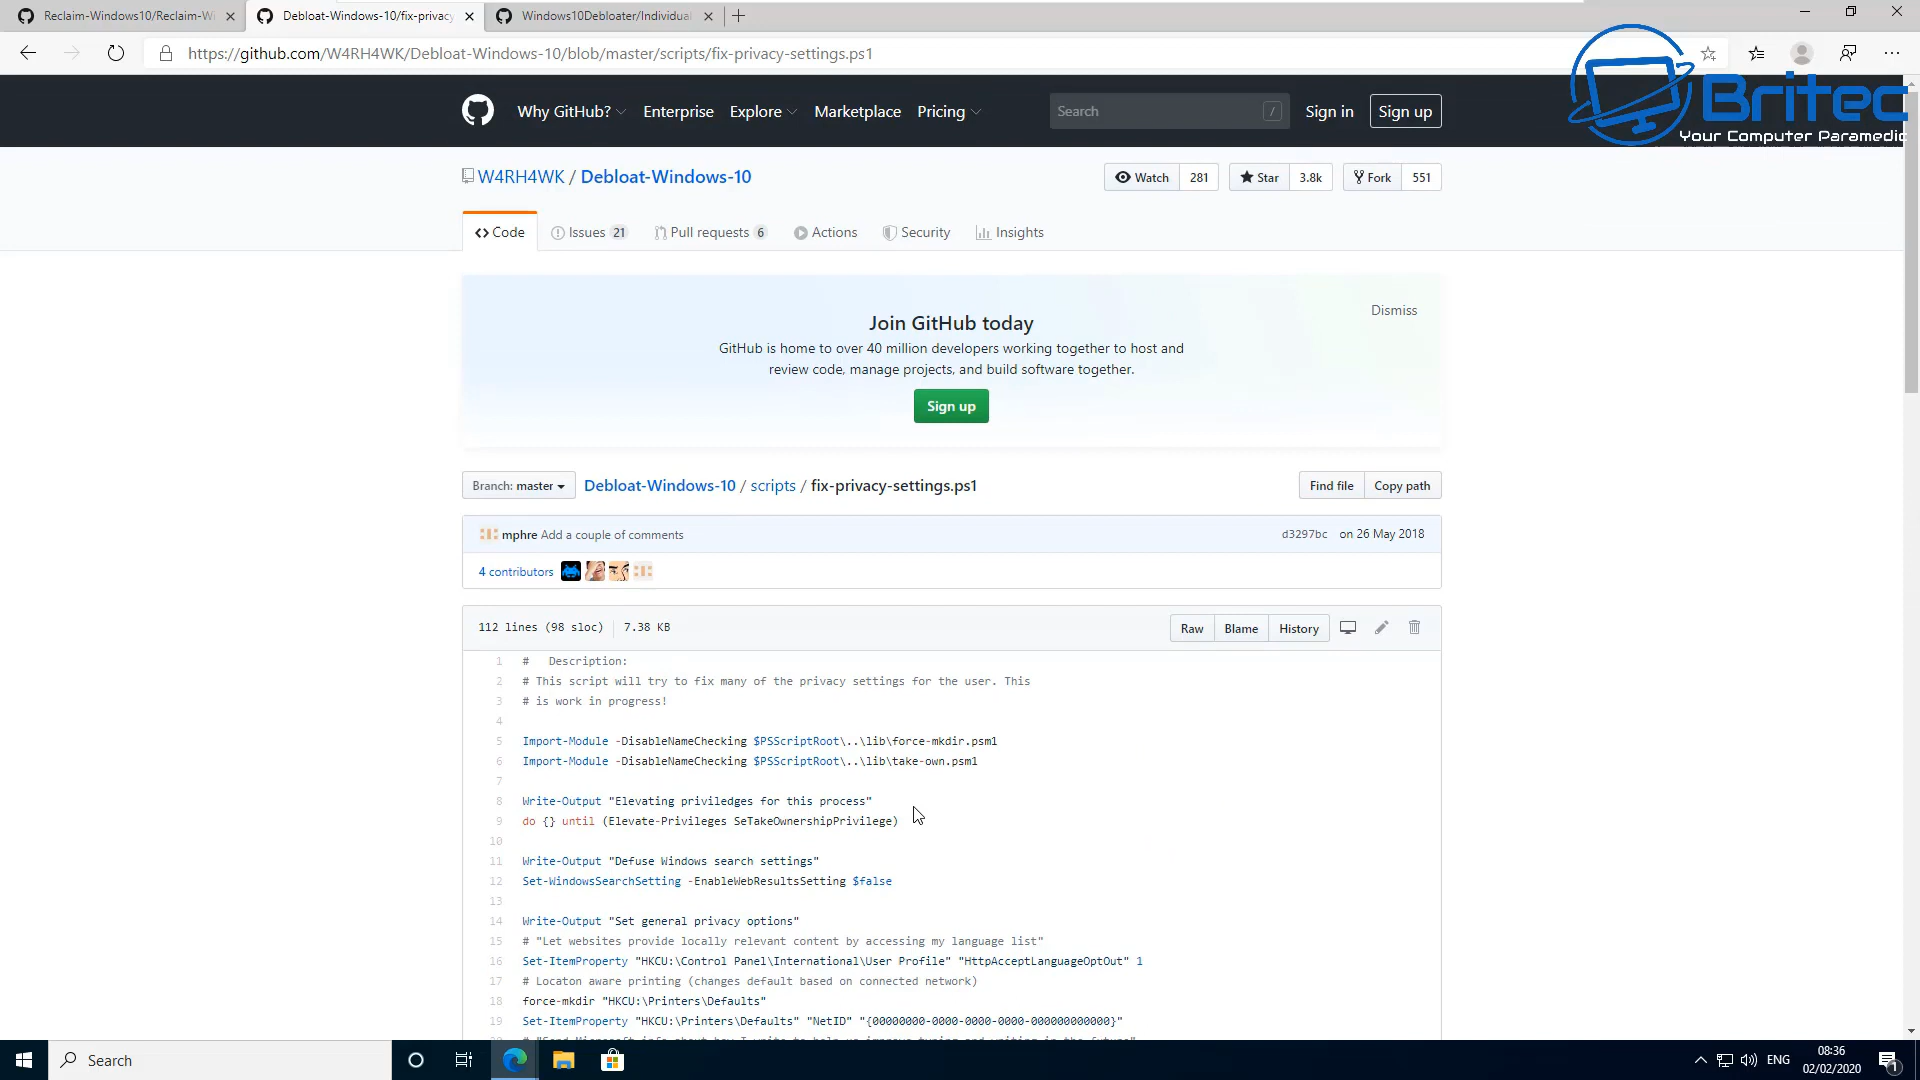 Reclaim-Windows10/Reclaim-Wi
Debloat-Windows-10/fix-privacy
Windows10Debloater/Individual
https://github.com/W4RH4WK/Debloat-Windows-10/blob/master/scripts/fix-privacy-settings.ps1
Britec
Your Computer Paramedic
Why GitHub? Enterprise Explore Marketplace Pricing Search / Sign in Sign up
W4RH4WK / Debloat-Windows-10
Watch 281 Star 3.8k Fork 551
Code Issues 21 Pull requests 6 Actions Security Insights
Dismiss
Join GitHub today
GitHub is home to over 40 million developers working together to host and
review code, manage projects, and build software together.
Sign up
Branch: master Debloat-Windows-10 / scripts / fix-privacy-settings.ps1 Find file Copy path
mphre Add a couple of comments d3297bc on 26 May 2018
4 contributors
112 lines (98 sloc) 7.38 KB Raw Blame History
1 # Description:
2 # This script will try to fix many of the privacy settings for the user. This
3 # is work in progress!
4
5 Import-Module -DisableNameChecking $PSScriptRoot\..\lib\force-mkdir.psm1
6 Import-Module -DisableNameChecking $PSScriptRoot\..\lib\take-own.psm1
7
8 Write-Output "Elevating priviledges for this process"
9 do {} until (Elevate-Privileges SeTakeOwnershipPrivilege)
10
11 Write-Output "Defuse Windows search settings"
12 Set-WindowsSearchSetting -EnableWebResultsSetting $false
13
14 Write-Output "Set general privacy options"
15 # "Let websites provide locally relevant content by accessing my language list"
16 Set-ItemProperty "HKCU:\Control Panel\International\User Profile" "HttpAcceptLanguageOptOut" 1
17 # Locaton aware printing (changes default based on connected network)
18 force-mkdir "HKCU:\Printers\Defaults"
19 Set-ItemProperty "HKCU:\Printers\Defaults" "NetID" "{00000000-0000-0000-0000-000000000000}"
Search
ENG
08:36
02/02/2020
1